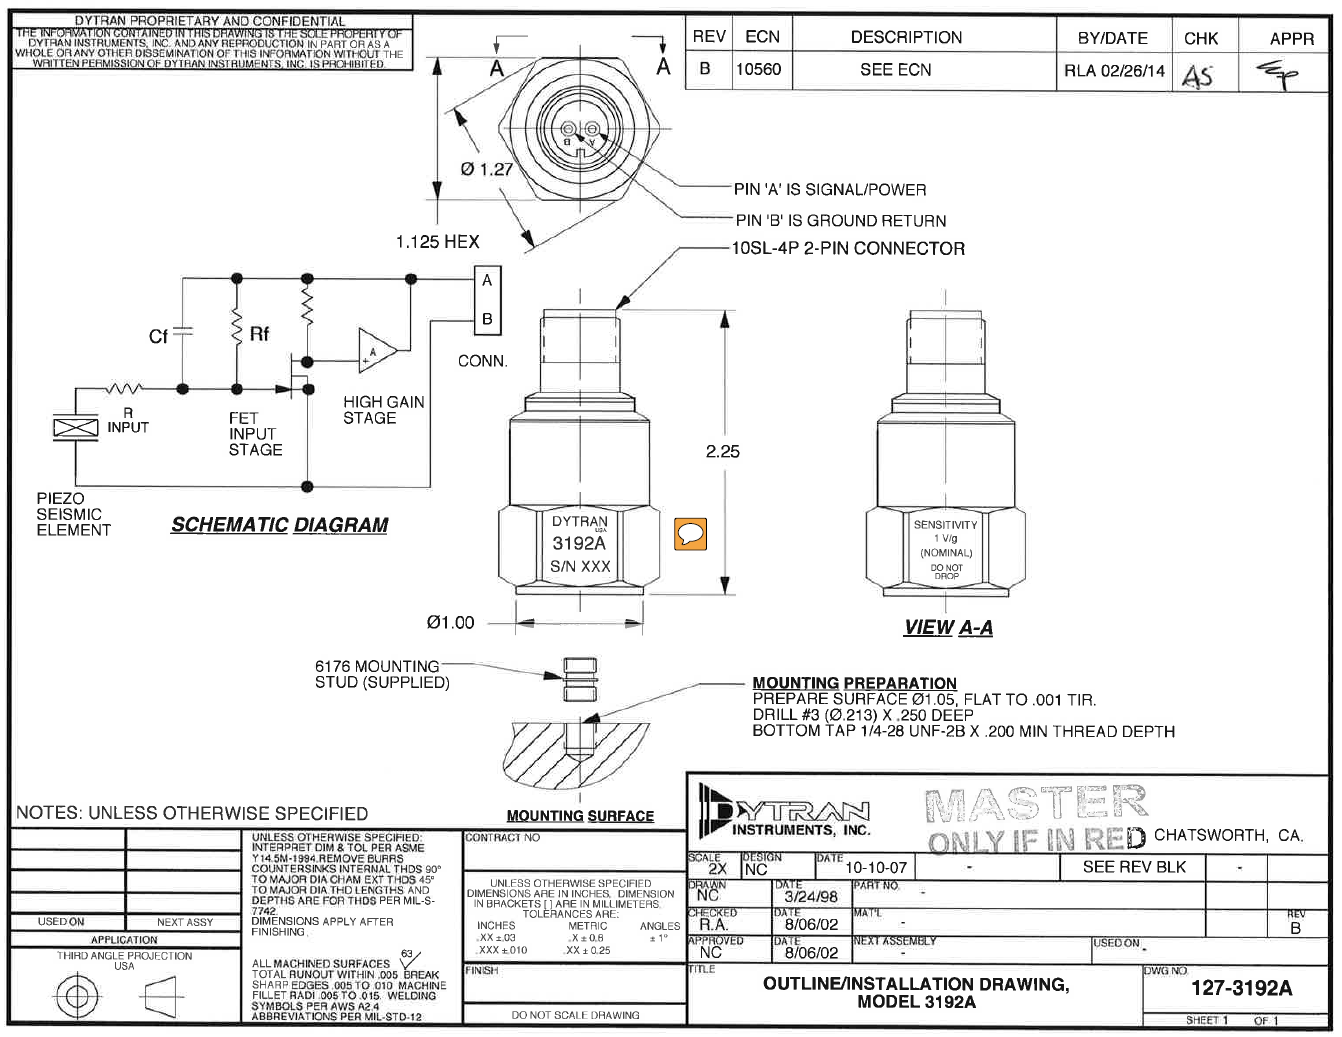 DYTRAN PROPRIETARY AND CONFIDENTIAL
THE INFORMATION CONTAINED IN THIS DRAWING IS THE SOLE PROPERTY OF
DYTRAN INSTRUMENTS, INC. AND ANY REPRODUCTION IN PART OR AS A
WHOLE OR ANY OTHER DISSEMINATION OF THIS INFORMATION WITHOUT THE
WRITTEN PERMISSION OF DYTRAN INSTRUMENTS, INC. IS PROHIBITED.
REV ECN DESCRIPTION BY/DATE CHK APPR
B 10560 SEE ECN RLA 02/26/14 AS
A A
Ø 1.27
B A
1.125 HEX
PIN 'A' IS SIGNAL/POWER
PIN 'B' IS GROUND RETURN
10SL-4P 2-PIN CONNECTOR
A
B
CONN.
Cf
Rf
A
+
R
INPUT
FET
INPUT
STAGE
HIGH GAIN
STAGE
PIEZO
SEISMIC
ELEMENT
SCHEMATIC DIAGRAM
2.25
DYTRAN
USA
3192A
S/N XXX
SENSITIVITY
1 V/g
(NOMINAL)
DO NOT
DROP
VIEW A-A
Ø1.00
6176 MOUNTING
STUD (SUPPLIED)
MOUNTING PREPARATION
PREPARE SURFACE Ø1.05, FLAT TO .001 TIR.
DRILL #3 (Ø.213) X .250 DEEP
BOTTOM TAP 1/4-28 UNF-2B X .200 MIN THREAD DEPTH
MOUNTING SURFACE
NOTES: UNLESS OTHERWISE SPECIFIED
USED ON NEXT ASSY
APPLICATION
THIRD ANGLE PROJECTION
USA
UNLESS OTHERWISE SPECIFIED:
INTERPRET DIM & TOL PER ASME
Y14.5M-1994.REMOVE BURRS
COUNTERSINKS INTERNAL THDS 90°
TO MAJOR DIA CHAM EXT THDS 45°
TO MAJOR DIA.THD LENGTHS AND
DEPTHS ARE FOR THDS PER MIL-S-
7742.
DIMENSIONS APPLY AFTER
FINISHING.
63
ALL MACHINED SURFACES
TOTAL RUNOUT WITHIN .005 BREAK
SHARP EDGES .005 TO .010 MACHINE
FILLET RADI .005 TO .015. WELDING
SYMBOLS PER AWS A2.4
ABBREVIATIONS PER MIL-STD-12
CONTRACT NO
UNLESS OTHERWISE SPECIFIED
DIMENSIONS ARE IN INCHES. DIMENSION
IN BRACKETS [ ] ARE IN MILLIMETERS.
TOLERANCES ARE:
INCHES METRIC ANGLES
.XX ±.03 .X ± 0.8 ± 1°
.XXX ±.010 .XX ± 0.25
FINISH
DO NOT SCALE DRAWING
DYTRAN
INSTRUMENTS, INC.
MASTER
ONLY IF IN RED
CHATSWORTH, CA.
SCALE 2X DESIGN NC DATE 10-10-07 - SEE REV BLK -
DRAWN NC DATE 3/24/98 PART NO. -
CHECKED R.A. DATE 8/06/02 MAT'L - REV B
APPROVED NC DATE 8/06/02 NEXT ASSEMBLY - USED ON -
TITLE
OUTLINE/INSTALLATION DRAWING,
MODEL 3192A
DWG NO.
127-3192A
SHEET 1 OF 1